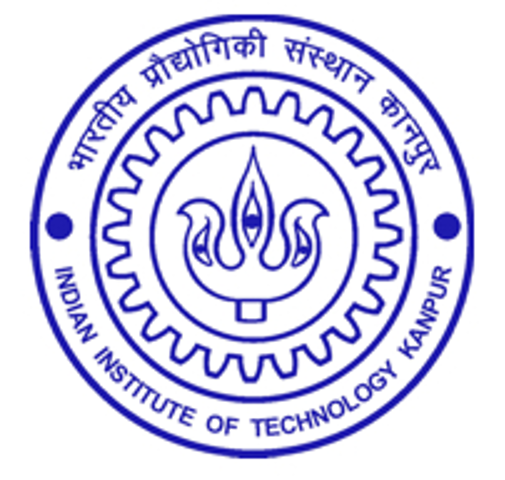 भारतीय प्रौद्योगिकी संस्थान कानपुर
INDIAN INSTITUTE OF TECHNOLOGY KANPUR